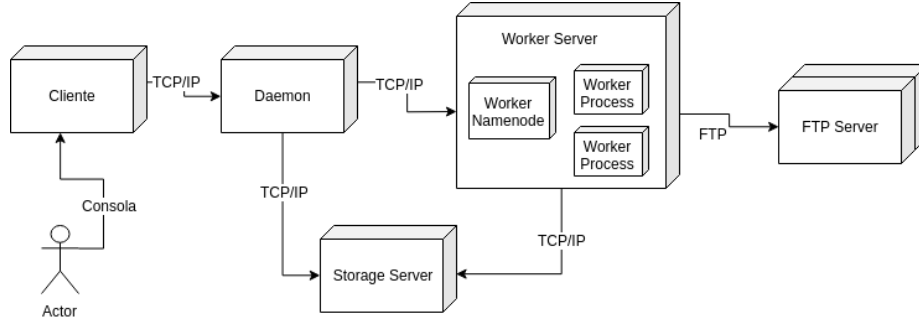 Worker Server
Cliente
TCP/IP
Daemon
TCP/IP
Worker
Namenode
Worker
Process
Worker
Process
FTP
FTP Server
Consola
TCP/IP
TCP/IP
Storage Server
Actor